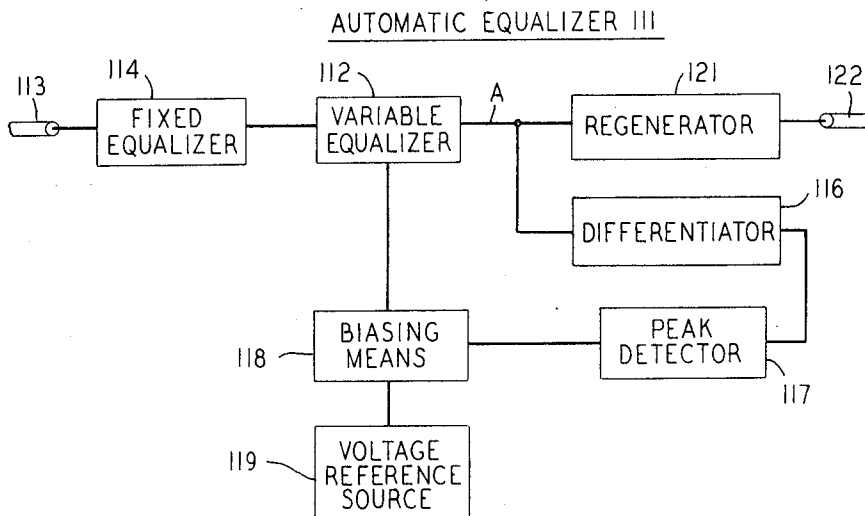 AUTOMATIC EQUALIZER 111
113
114
FIXED
EQUALIZER
112
VARIABLE
EQUALIZER
A
121
REGENERATOR
122
116
DIFFERENTIATOR
118
BIASING
MEANS
PEAK
DETECTOR
117
119
VOLTAGE
REFERENCE
SOURCE